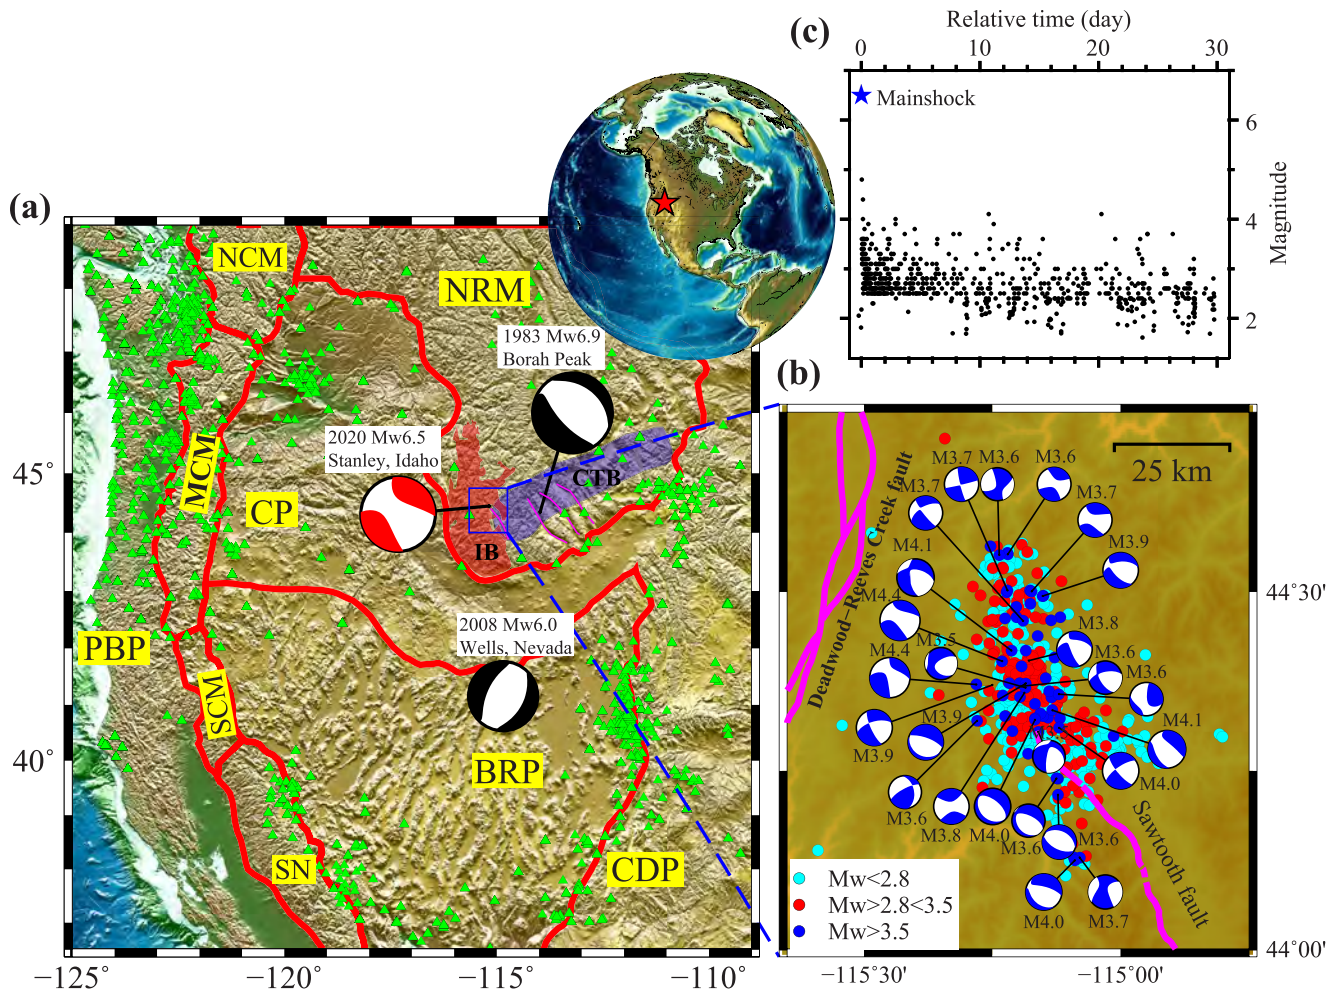 (c)
Relative time (day)
0 10 20 30
Mainshock
6
4
2
Magnitude
(a)
NCM
NRM
1983 Mw6.9
Borah Peak
2020 Mw6.5
Stanley, Idaho
MCM
CP
CTB
IB
2008 Mw6.0
Wells, Nevada
PBP
SCM
BRP
SN
CDP
45°
40°
−125° −120° −115° −110°
(b)
25 km
Deadwood−Reeves Creek fault
Sawtooth fault
M3.7 M3.6 M3.6
M3.7 M3.7
M4.1 M3.9
M4.4
M3.5 M3.8
M4.4 M3.6
M3.6
M3.9 M4.1
M3.9 M4.0
M3.6 M3.8 M4.0 M3.6 M3.6
M4.0 M3.7
Mw<2.8
Mw>2.8<3.5
Mw>3.5
44°30'
44°00'
−115°30' −115°00'